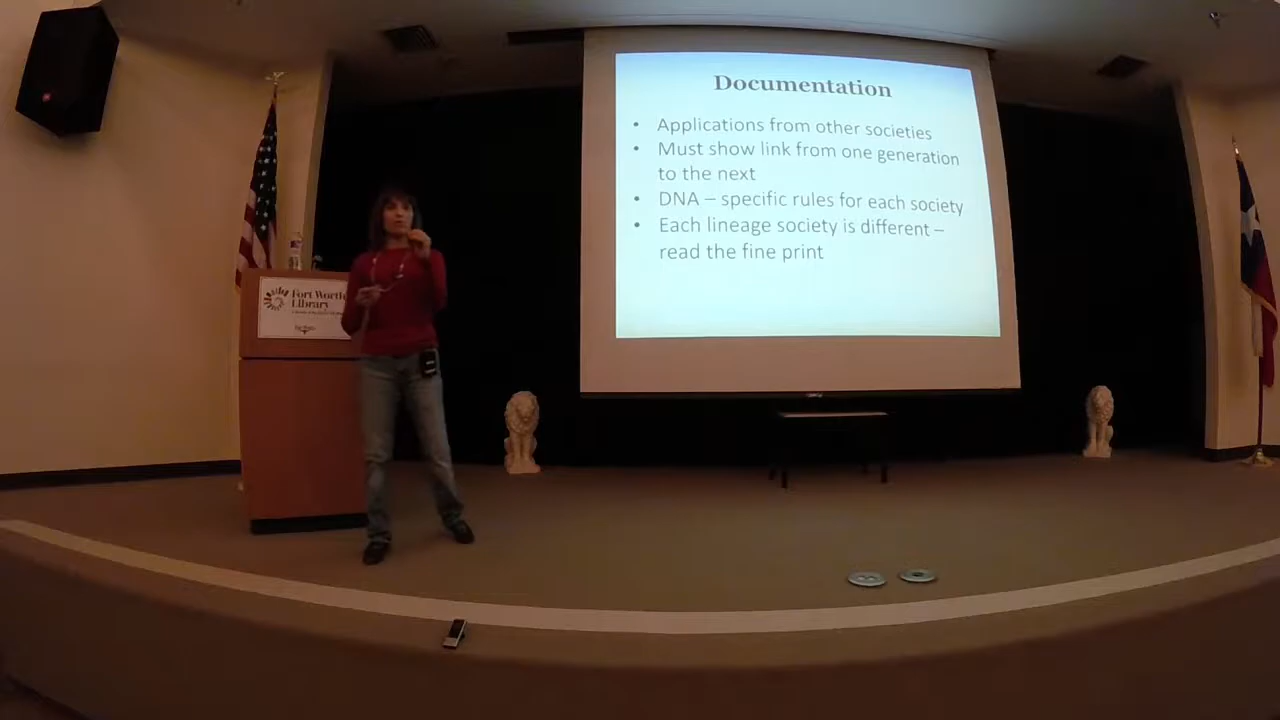 Documentation
• Applications from other societies
• Must show link from one generation
to the next
• DNA – specific rules for each society
• Each lineage society is different –
read the fine print
Fort Worth
Library